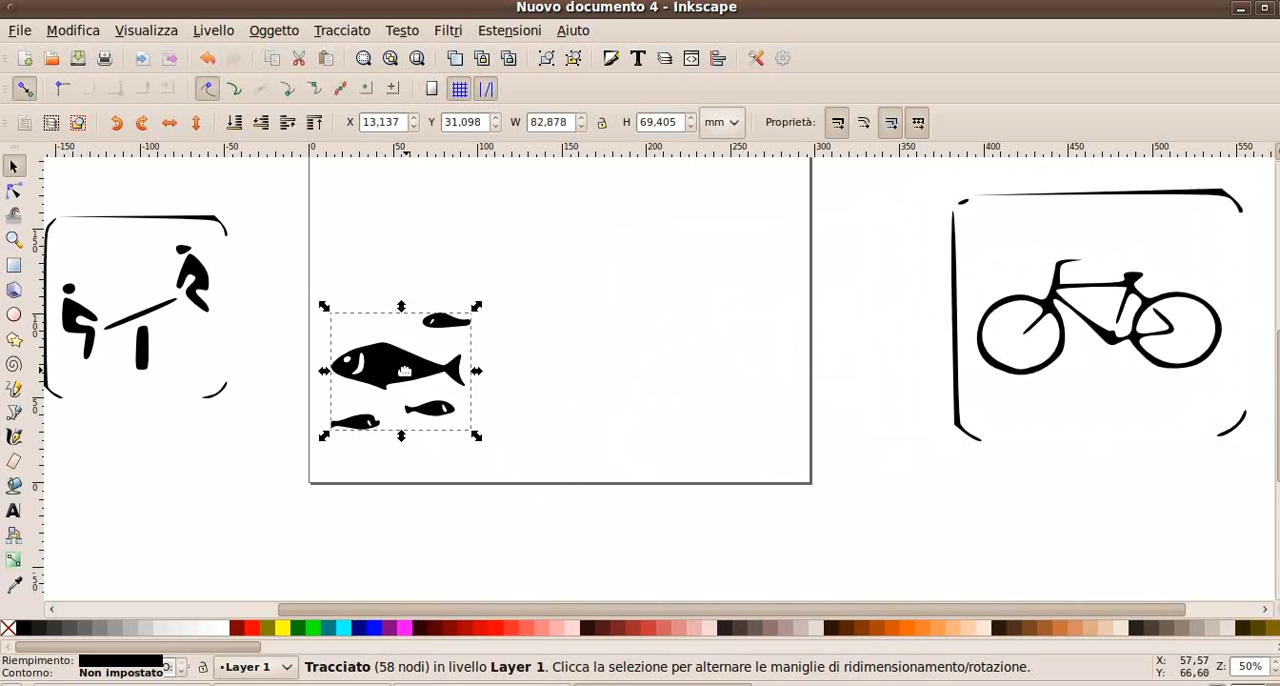 Nuovo documento 4 - Inkscape
File Modifica Visualizza Livello Oggetto Tracciato Testo Filtri Estensioni Aiuto
X 13,137 Y 31,098 W 82,878 H 69,405 mm Proprietà:
-150 -100 -50 0 50 100 150 200 250 300 350 400 450 500 550
Riempimento: O: Layer 1 Tracciato (58 nodi) in livello Layer 1. Clicca la selezione per alternare le maniglie di ridimensionamento/rotazione. X: 57,57 Z: 50%
Contorno: Non impostato Y: 66,60